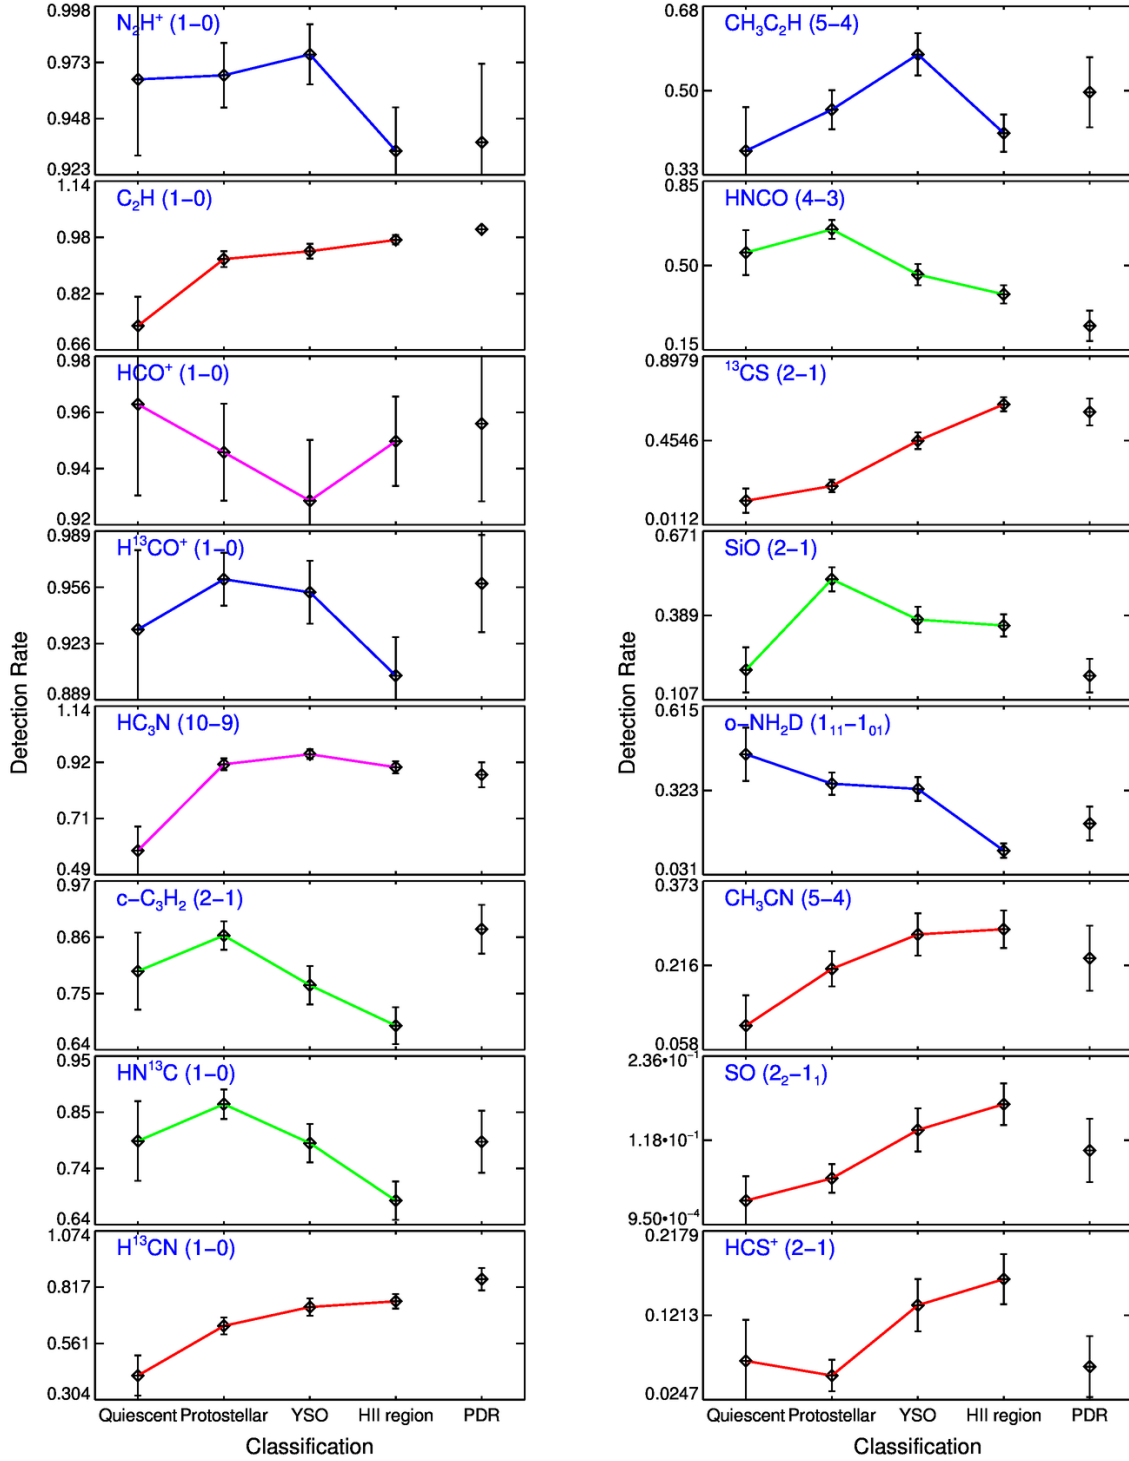 N₂H⁺ (1−0)
0.998
0.973
0.948
0.923
C₂H (1−0)
1.14
0.98
0.82
0.66
HCO⁺ (1−0)
0.98
0.96
0.94
0.92
H¹³CO⁺ (1−0)
0.989
0.956
0.923
0.889
HC₃N (10−9)
1.14
0.92
0.71
0.49
c−C₃H₂ (2−1)
0.97
0.86
0.75
0.64
HN¹³C (1−0)
0.95
0.85
0.74
0.64
H¹³CN (1−0)
1.074
0.817
0.561
0.304
Detection Rate
Quiescent Protostellar YSO HII region PDR
Classification
CH₃C₂H (5−4)
0.68
0.50
0.33
HNCO (4−3)
0.85
0.50
0.15
¹³CS (2−1)
0.8979
0.4546
0.0112
SiO (2−1)
0.671
0.389
0.107
o−NH₂D (1₁₁−1₀₁)
0.615
0.323
0.031
CH₃CN (5−4)
0.373
0.216
0.058
SO (2₂−1₁)
2.36•10⁻¹
1.18•10⁻¹
9.50•10⁻⁴
HCS⁺ (2−1)
0.2179
0.1213
0.0247
Detection Rate
Quiescent Protostellar YSO HII region PDR
Classification